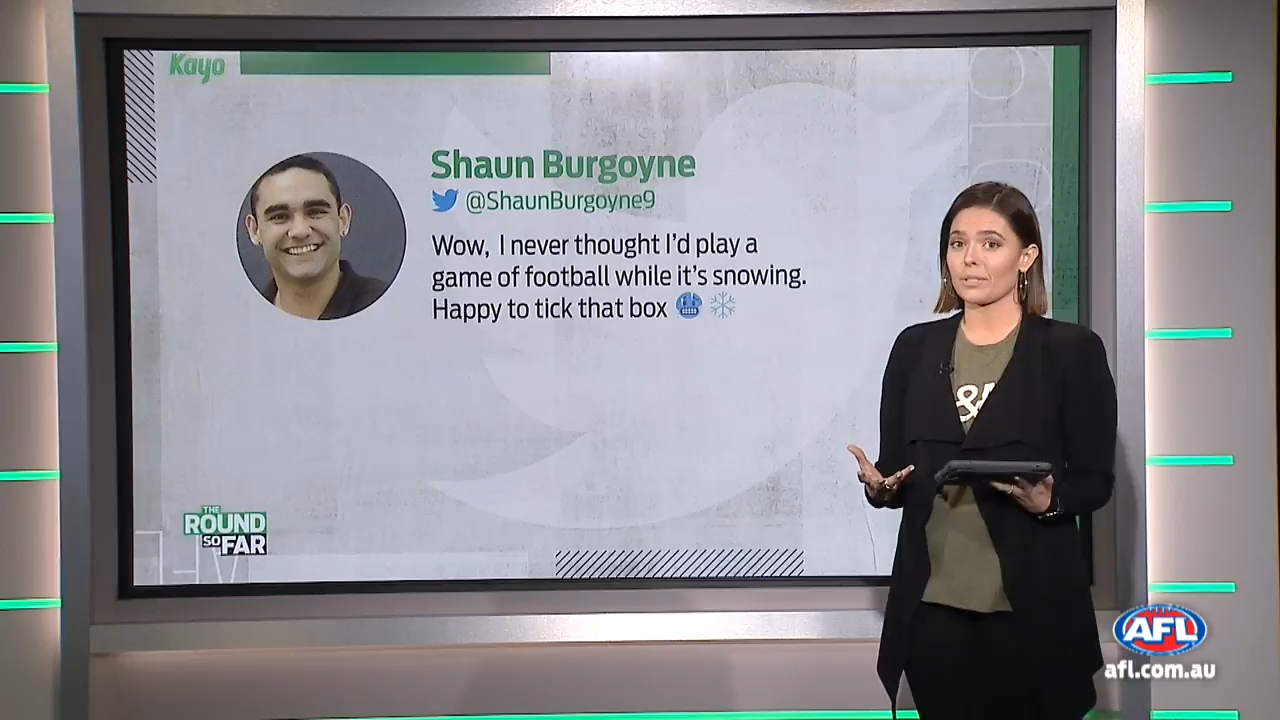 Kayo
Shaun Burgoyne
@ShaunBurgoyne9
Wow, I never thought I'd play a
game of football while it's snowing.
Happy to tick that box 🥶 ❄️
&
THE
ROUND
SO FAR
AFL
afl.com.au